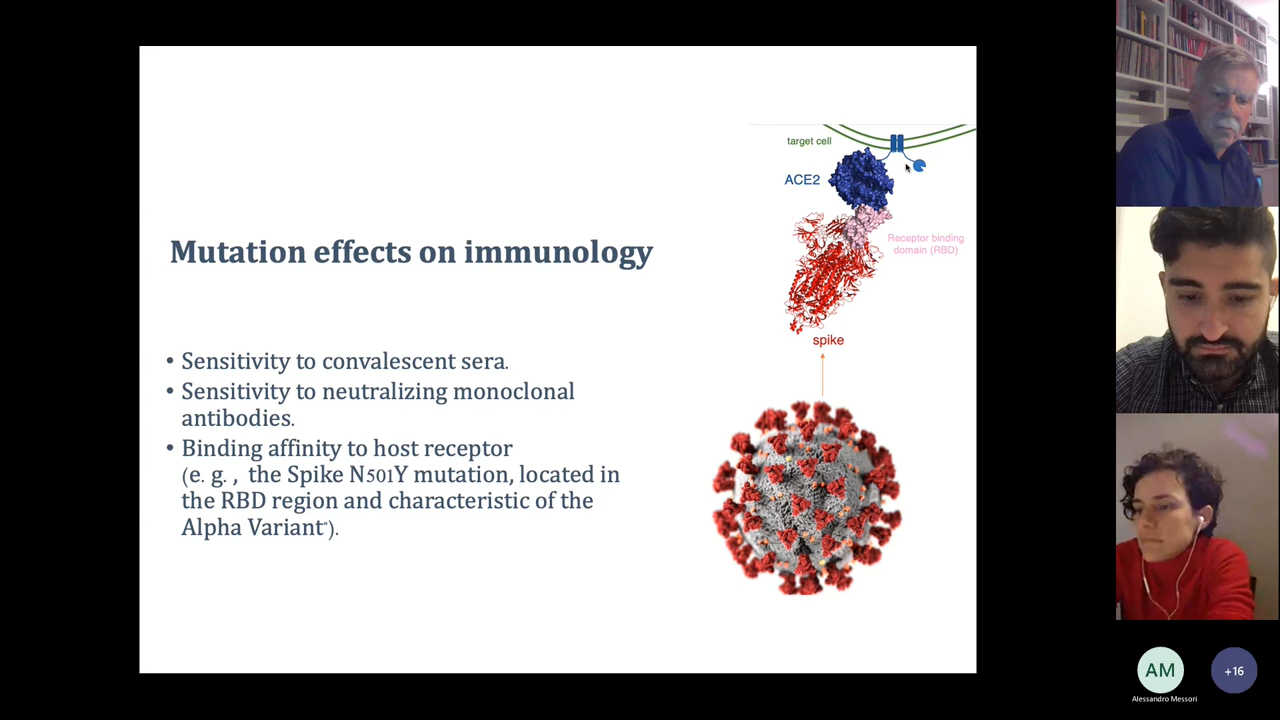 Mutation effects on immunology
• Sensitivity to convalescent sera.
• Sensitivity to neutralizing monoclonal
antibodies.
• Binding affinity to host receptor
(e. g. , the Spike N501Y mutation, located in
the RBD region and characteristic of the
Alpha Variant").
target cell
ACE2
Receptor binding
domain (RBD)
spike
AM
+16
Alessandro Messori